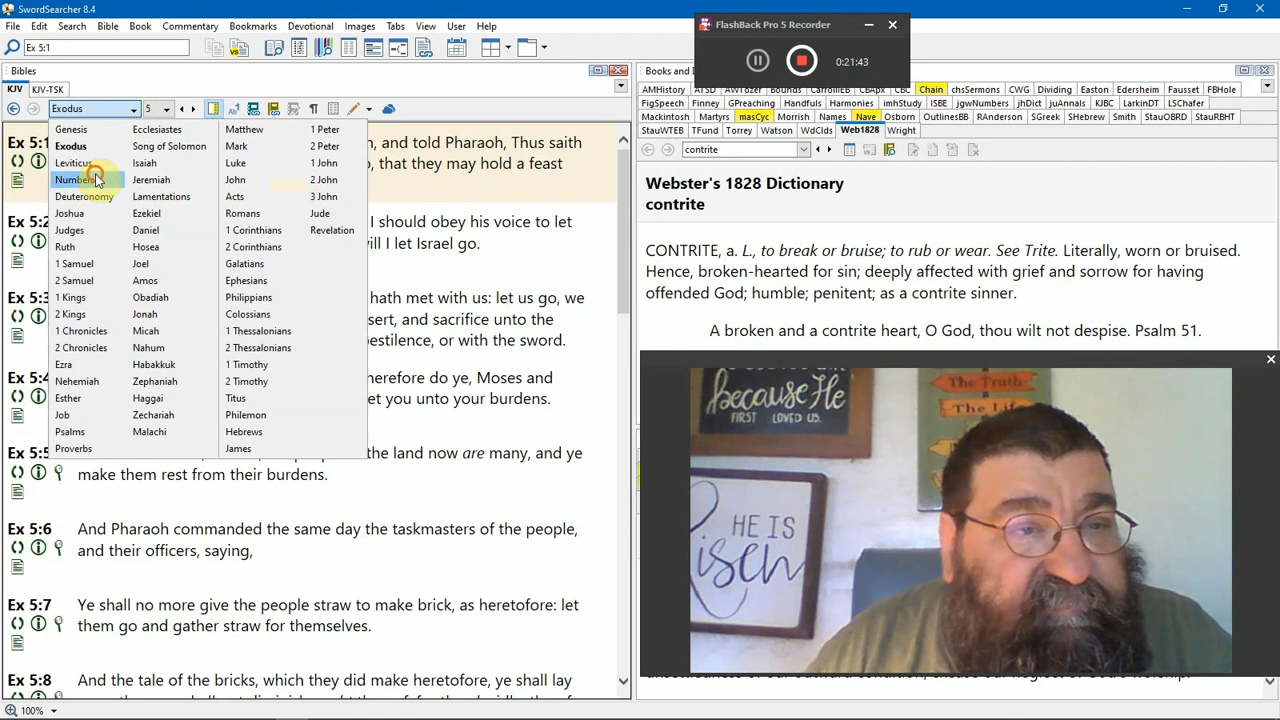 SwordSearcher 8.4
File Edit Search Bible Book Commentary Bookmarks Devotional Images Tabs View User Help
Ex 5:1
FlashBack Pro 5 Recorder
0:21:43
Bibles
KJV KJV-TSK
Exodus 5
Genesis Ecclesiastes Matthew 1 Peter
Exodus Song of Solomon Mark 2 Peter
Leviticus Isaiah Luke 1 John
Numbers Jeremiah John 2 John
Deuteronomy Lamentations Acts 3 John
Joshua Ezekiel Romans Jude
Judges Daniel 1 Corinthians Revelation
Ruth Hosea 2 Corinthians
1 Samuel Joel Galatians
2 Samuel Amos Ephesians
1 Kings Obadiah Philippians
2 Kings Jonah Colossians
1 Chronicles Micah 1 Thessalonians
2 Chronicles Nahum 2 Thessalonians
Ezra Habakkuk 1 Timothy
Nehemiah Zephaniah 2 Timothy
Esther Haggai Titus
Job Zechariah Philemon
Psalms Malachi Hebrews
Proverbs James
Ex 5:1 , and told Pharaoh, Thus saith
, that they may hold a feast
Ex 5:2 I should obey his voice to let
will I let Israel go.
Ex 5:3 hath met with us: let us go, we
sert, and sacrifice unto the
estilence, or with the sword.
Ex 5:4 herefore do ye, Moses and
et you unto your burdens.
Ex 5:5 the land now are many, and ye
make them rest from their burdens.
Ex 5:6 And Pharaoh commanded the same day the taskmasters of the people,
and their officers, saying,
Ex 5:7 Ye shall no more give the people straw to make brick, as heretofore: let
them go and gather straw for themselves.
Ex 5:8 And the tale of the bricks, which they did make heretofore, ye shall lay
100%
Books and D
AMHistory ATSD Chain chsSermons CWG Dividing Easton Edersheim Fausset FBHole
FigSpeech Finney GPreaching Handfuls Harmonies imhStudy ISBE jgwNumbers jhDict juAnnals KJBC LarkinDT LSChafer
Mackintosh Martyrs masCyc Morrish Names Nave Osborn OutlinesBB RAnderson SGreek SHebrew Smith StauOBRD StauRBHT
StauWTEB TFund Torrey Watson WdClds Web1828 Wright
contrite
Webster's 1828 Dictionary
contrite
CONTRITE, a. L., to break or bruise; to rub or wear. See Trite. Literally, worn or bruised.
Hence, broken-hearted for sin; deeply affected with grief and sorrow for having
offended God; humble; penitent; as a contrite sinner.
A broken and a contrite heart, O God, thou wilt not despise. Psalm 51.
because He
FIRST LOVED US.
The Truth
The Life
HE IS
Risen